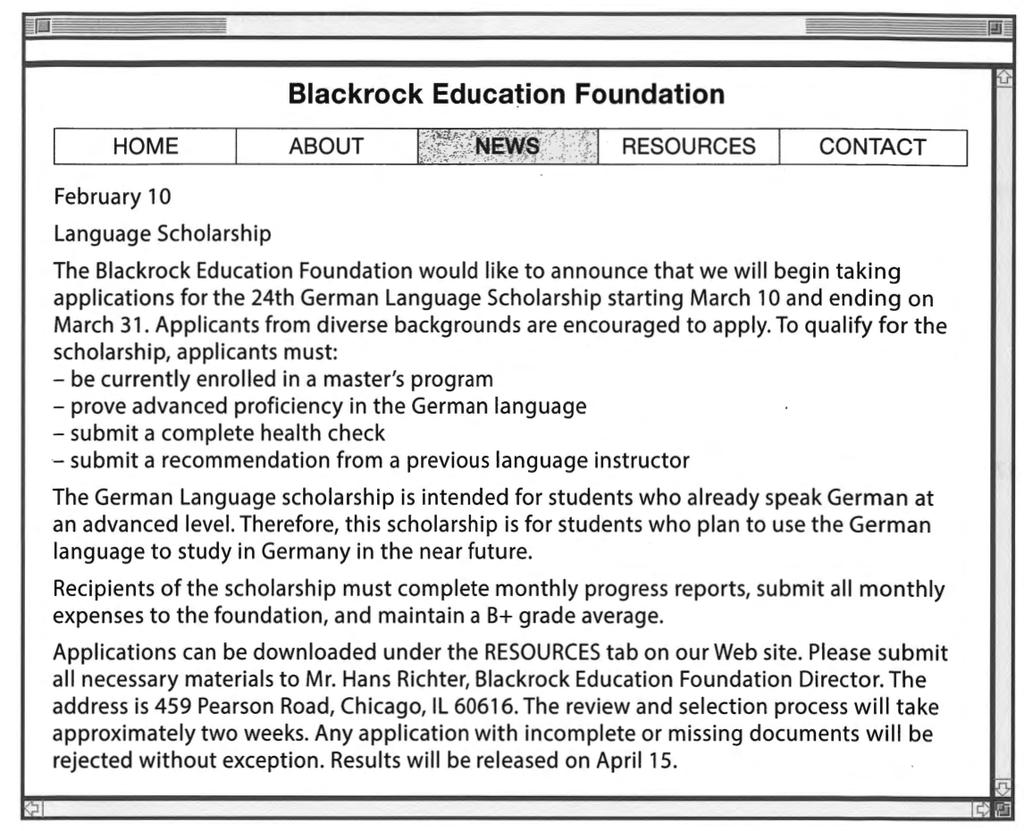 Blackrock Education Foundation
HOME ABOUT NEWS RESOURCES CONTACT
February 10
Language Scholarship
The Blackrock Education Foundation would like to announce that we will begin taking
applications for the 24th German Language Scholarship starting March 10 and ending on
March 31. Applicants from diverse backgrounds are encouraged to apply. To qualify for the
scholarship, applicants must:
– be currently enrolled in a master's program
– prove advanced proficiency in the German language
– submit a complete health check
– submit a recommendation from a previous language instructor
The German Language scholarship is intended for students who already speak German at
an advanced level. Therefore, this scholarship is for students who plan to use the German
language to study in Germany in the near future.
Recipients of the scholarship must complete monthly progress reports, submit all monthly
expenses to the foundation, and maintain a B+ grade average.
Applications can be downloaded under the RESOURCES tab on our Web site. Please submit
all necessary materials to Mr. Hans Richter, Blackrock Education Foundation Director. The
address is 459 Pearson Road, Chicago, IL 60616. The review and selection process will take
approximately two weeks. Any application with incomplete or missing documents will be
rejected without exception. Results will be released on April 15.